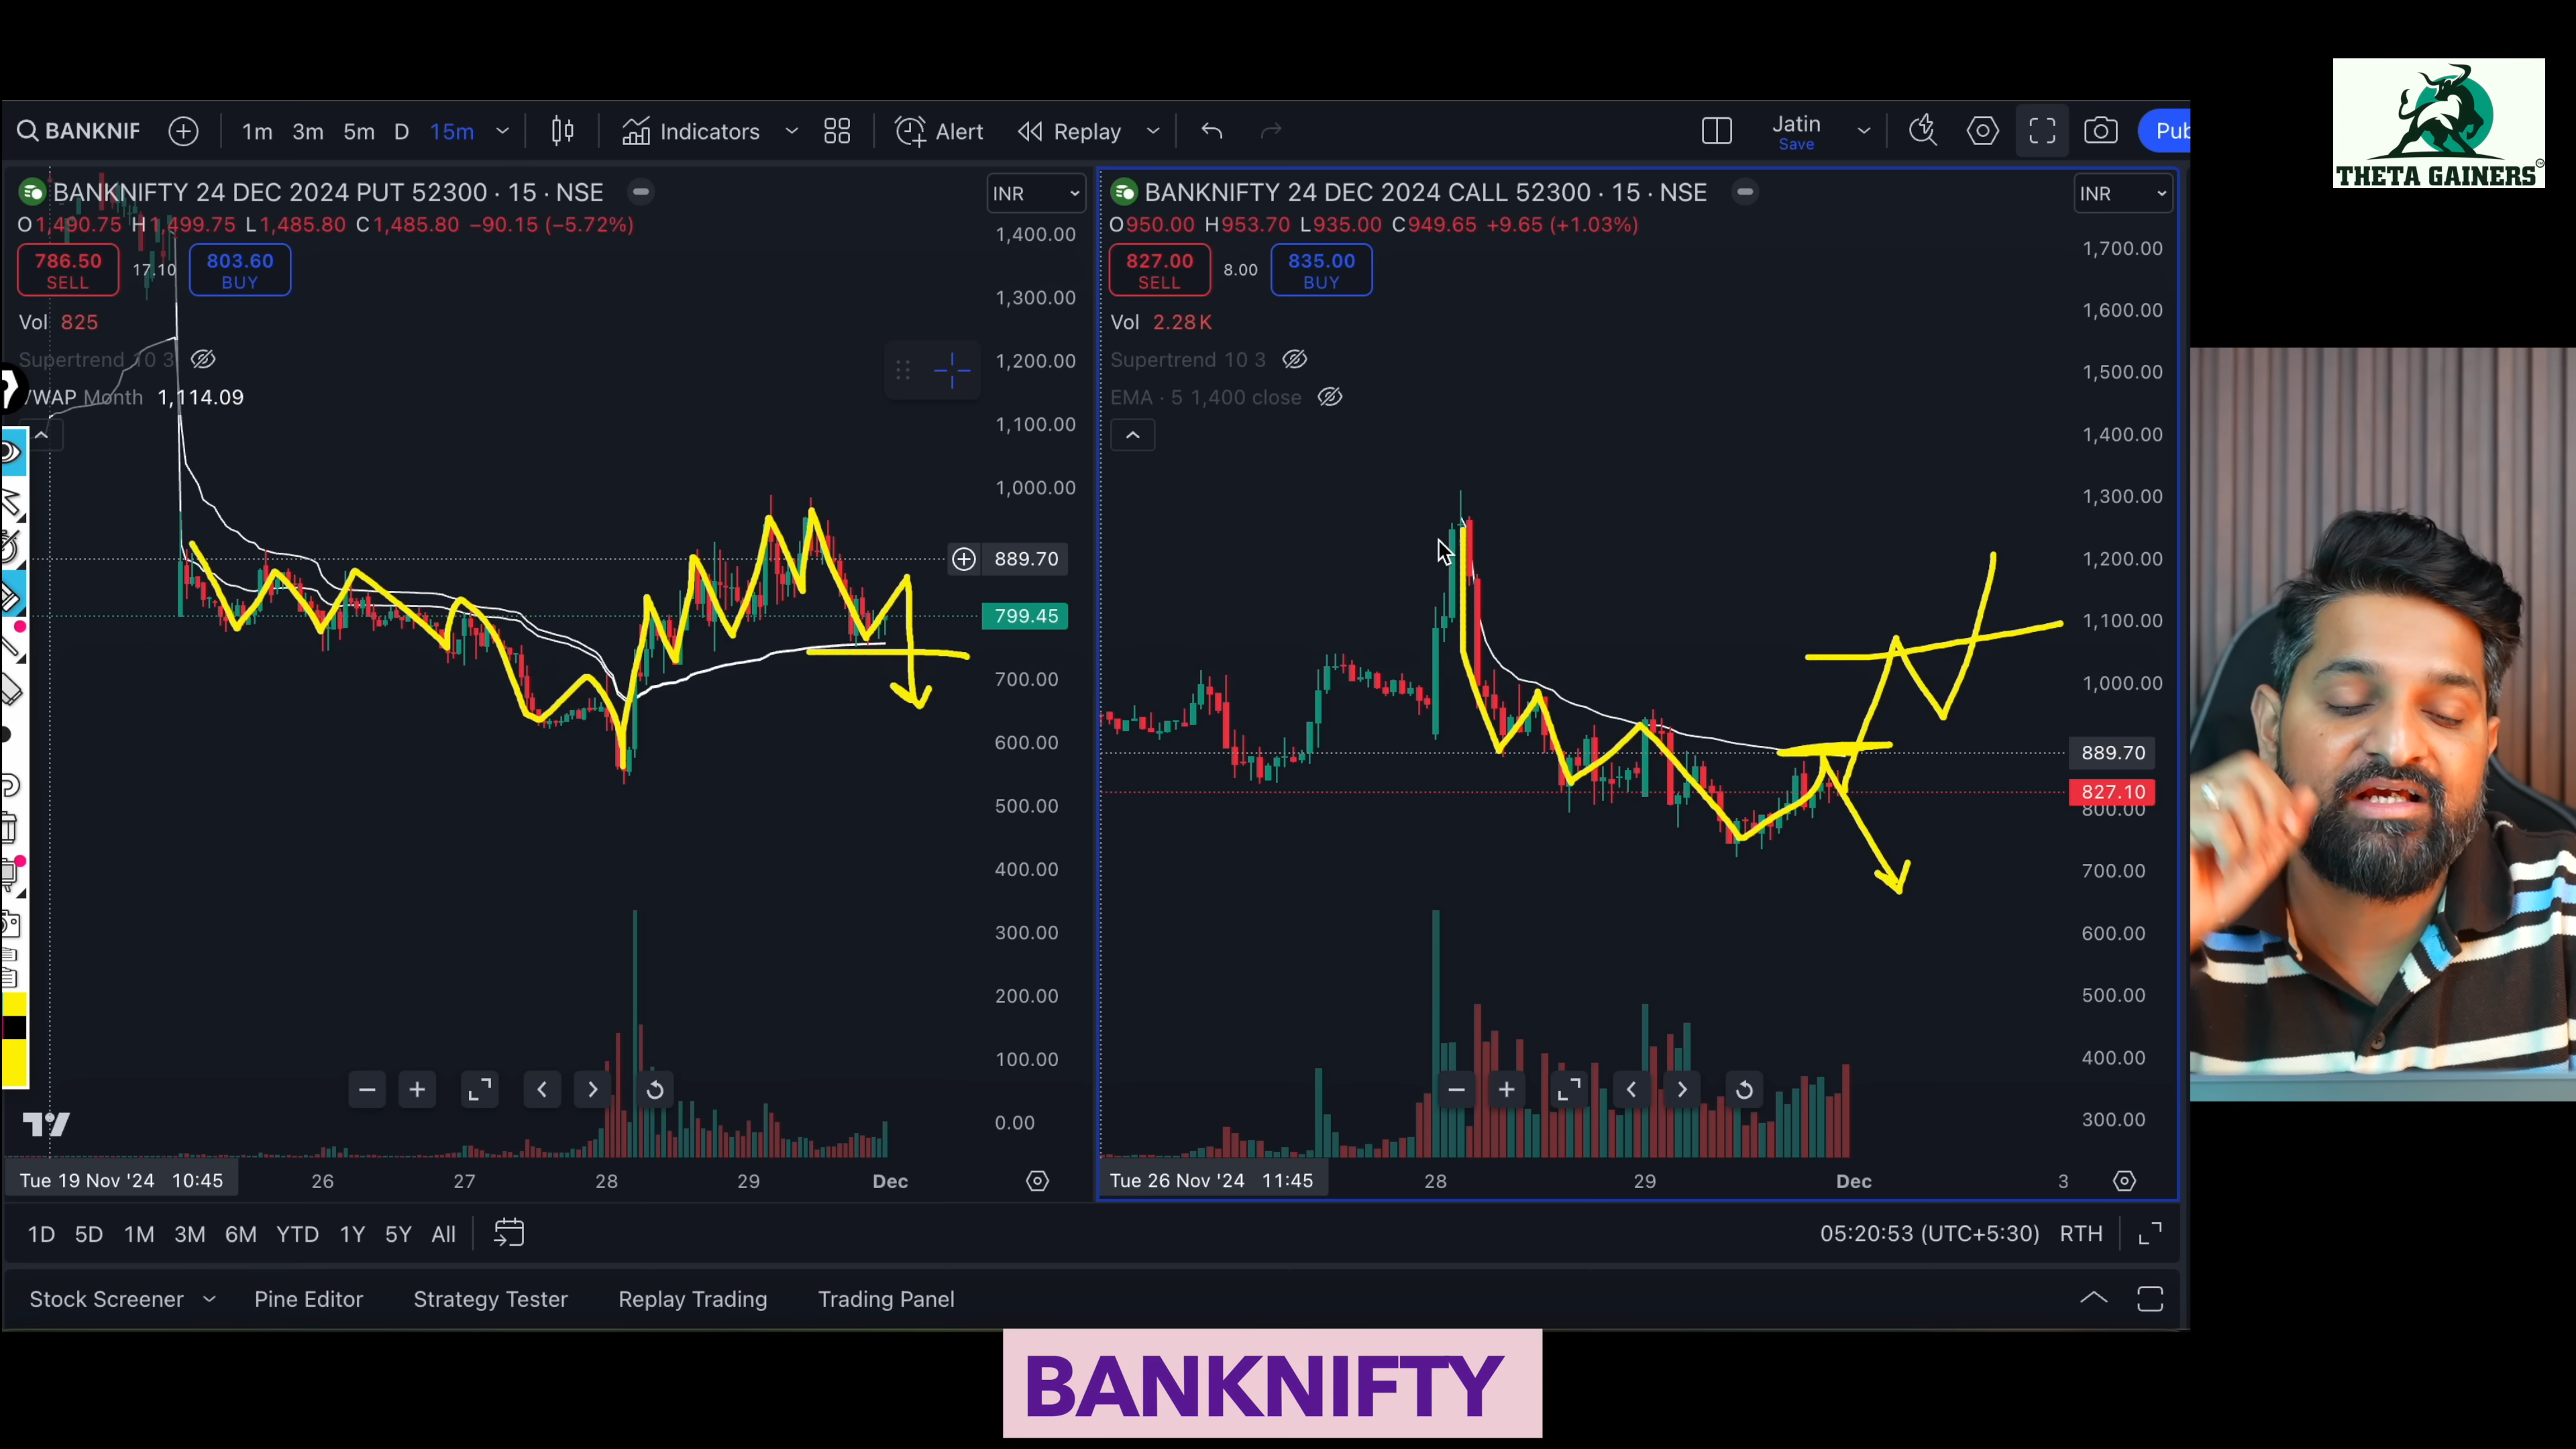 THETA GAINERS
BANKNIF 1m 3m 5m D 15m Indicators Alert Replay Jatin Save
BANKNIFTY 24 DEC 2024 PUT 52300 · 15 · NSE
INR
O1,490.75 H1,499.75 L1,485.80 C1,485.80 −90.15 (−5.72%)
786.50 SELL 17.10 803.60 BUY
Vol 825
Supertrend 10 3
VWAP Month 1,114.09
1,400.00
1,300.00
1,200.00
1,100.00
1,000.00
889.70
799.45
700.00
600.00
500.00
400.00
300.00
200.00
100.00
0.00
Tue 19 Nov '24 10:45 26 27 28 29 Dec
BANKNIFTY 24 DEC 2024 CALL 52300 · 15 · NSE
INR
O950.00 H953.70 L935.00 C949.65 +9.65 (+1.03%)
827.00 SELL 8.00 835.00 BUY
Vol 2.28K
Supertrend 10 3
EMA · 5 1,400 close
1,700.00
1,600.00
1,500.00
1,400.00
1,300.00
1,200.00
1,100.00
1,000.00
889.70
827.10
800.00
700.00
600.00
500.00
400.00
300.00
Tue 26 Nov '24 11:45 28 29 Dec 3
1D 5D 1M 3M 6M YTD 1Y 5Y All 05:20:53 (UTC+5:30) RTH
Stock Screener Pine Editor Strategy Tester Replay Trading Trading Panel
BANKNIFTY